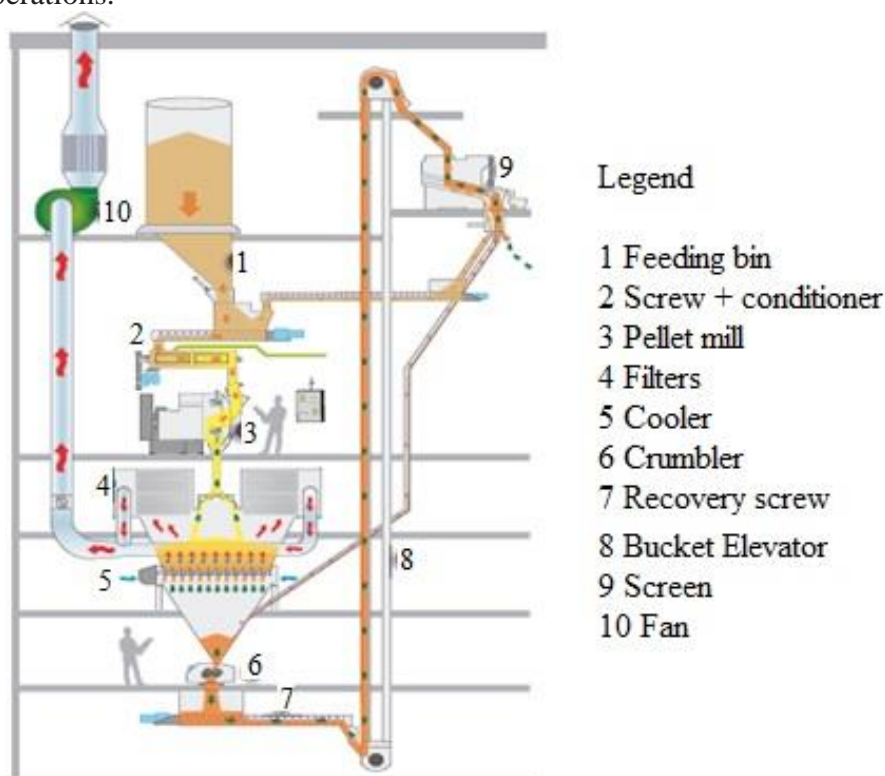 perations.
10
9
1
2
3
4
5
8
6
7
Legend
1 Feeding bin
2 Screw + conditioner
3 Pellet mill
4 Filters
5 Cooler
6 Crumbler
7 Recovery screw
8 Bucket Elevator
9 Screen
10 Fan